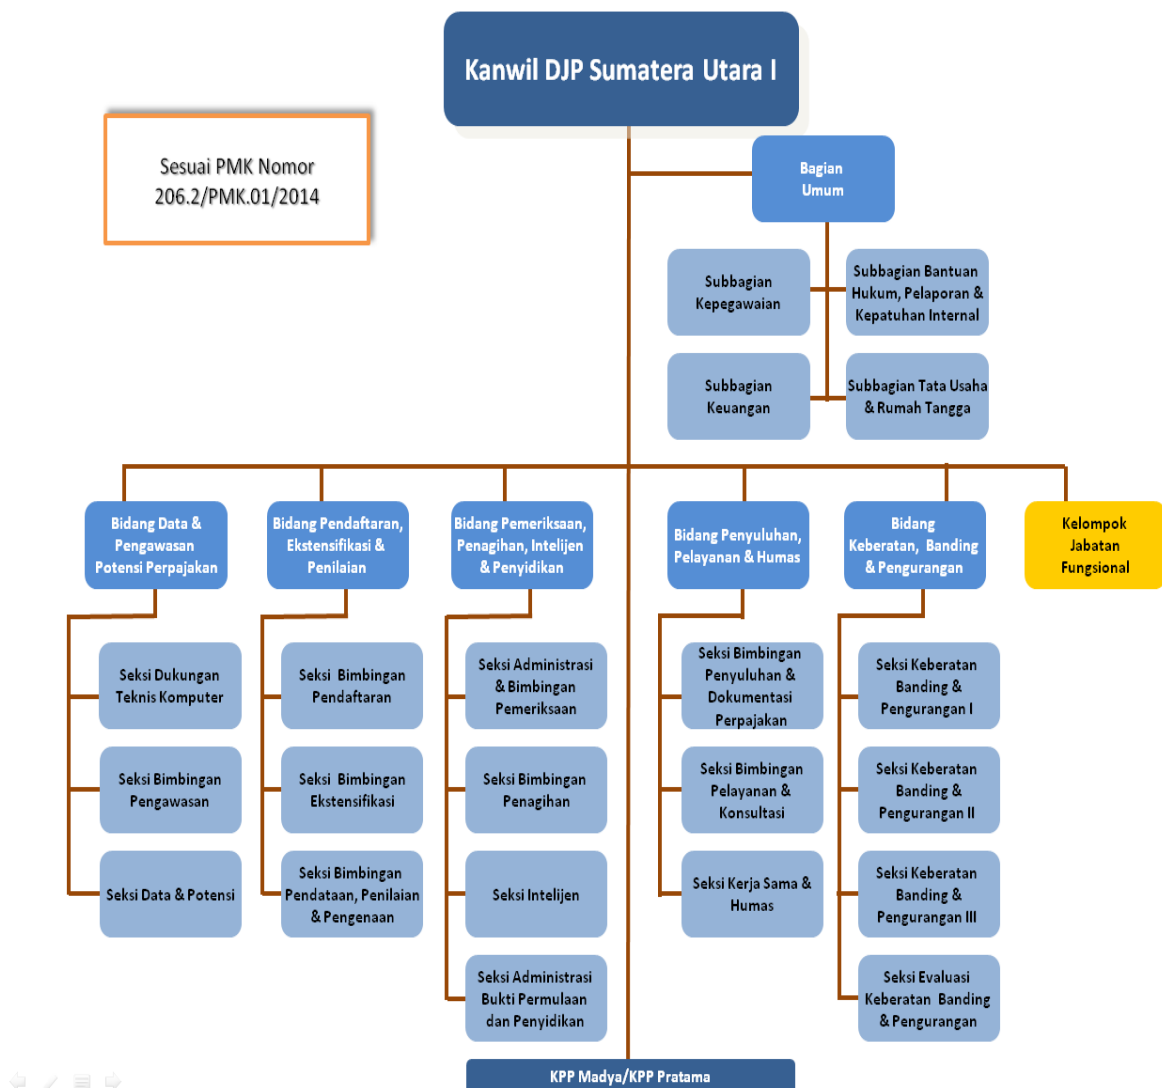 Kanwil DJP Sumatera Utara I
Sesuai PMK Nomor
206.2/PMK.01/2014
Bagian
Umum
Subbagian
Kepegawaian
Subbagian Bantuan
Hukum, Pelaporan &
Kepatuhan Internal
Subbagian
Keuangan
Subbagian Tata Usaha
& Rumah Tangga
Bidang Data &
Pengawasan
Potensi Perpajakan
Bidang Pendaftaran,
Ekstensifikasi &
Penilaian
Bidang Pemeriksaan,
Penagihan, Intelijen
& Penyidikan
Bidang Penyuluhan,
Pelayanan & Humas
Bidang
Keberatan, Banding
& Pengurangan
Kelompok
Jabatan
Fungsional
Seksi Dukungan
Teknis Komputer
Seksi Bimbingan
Pengawasan
Seksi Data & Potensi
Seksi Bimbingan
Pendaftaran
Seksi Bimbingan
Ekstensifikasi
Seksi Bimbingan
Pendataan, Penilaian
& Pengenaan
Seksi Administrasi
& Bimbingan
Pemeriksaan
Seksi Bimbingan
Penagihan
Seksi Intelijen
Seksi Administrasi
Bukti Permulaan
dan Penyidikan
Seksi Bimbingan
Penyuluhan &
Dokumentasi
Perpajakan
Seksi Bimbingan
Pelayanan &
Konsultasi
Seksi Kerja Sama &
Humas
Seksi Keberatan
Banding &
Pengurangan I
Seksi Keberatan
Banding &
Pengurangan II
Seksi Keberatan
Banding &
Pengurangan III
Seksi Evaluasi
Keberatan Banding
& Pengurangan
KPP Madya/KPP Pratama